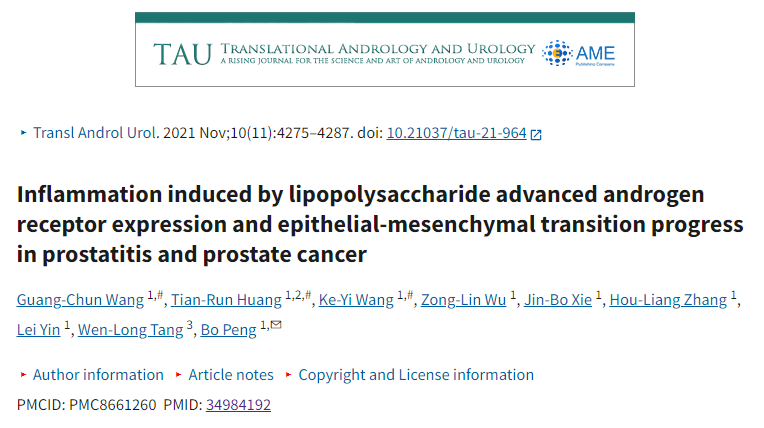 TAU TRANSLATIONAL ANDROLOGY AND UROLOGY
A RISING JOURNAL FOR THE SCIENCE AND ART OF ANDROLOGY AND UROLOGY
AME
Publishing Company
Transl Androl Urol. 2021 Nov;10(11):4275–4287. doi: 10.21037/tau-21-964
Inflammation induced by lipopolysaccharide advanced androgen
receptor expression and epithelial-mesenchymal transition progress
in prostatitis and prostate cancer
Guang-Chun Wang 1,#, Tian-Run Huang 1,2,#, Ke-Yi Wang 1,#, Zong-Lin Wu 1, Jin-Bo Xie 1, Hou-Liang Zhang 1,
Lei Yin 1, Wen-Long Tang 3, Bo Peng 1,✉
Author information Article notes Copyright and License information
PMCID: PMC8661260 PMID: 34984192